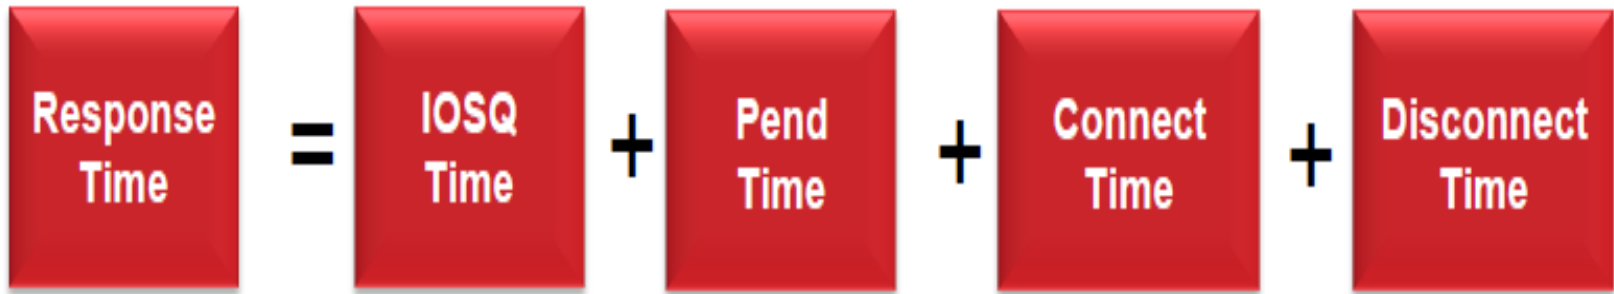 Response
Time
=
IOSQ
Time
+
Pend
Time
+
Connect
Time
+
Disconnect
Time